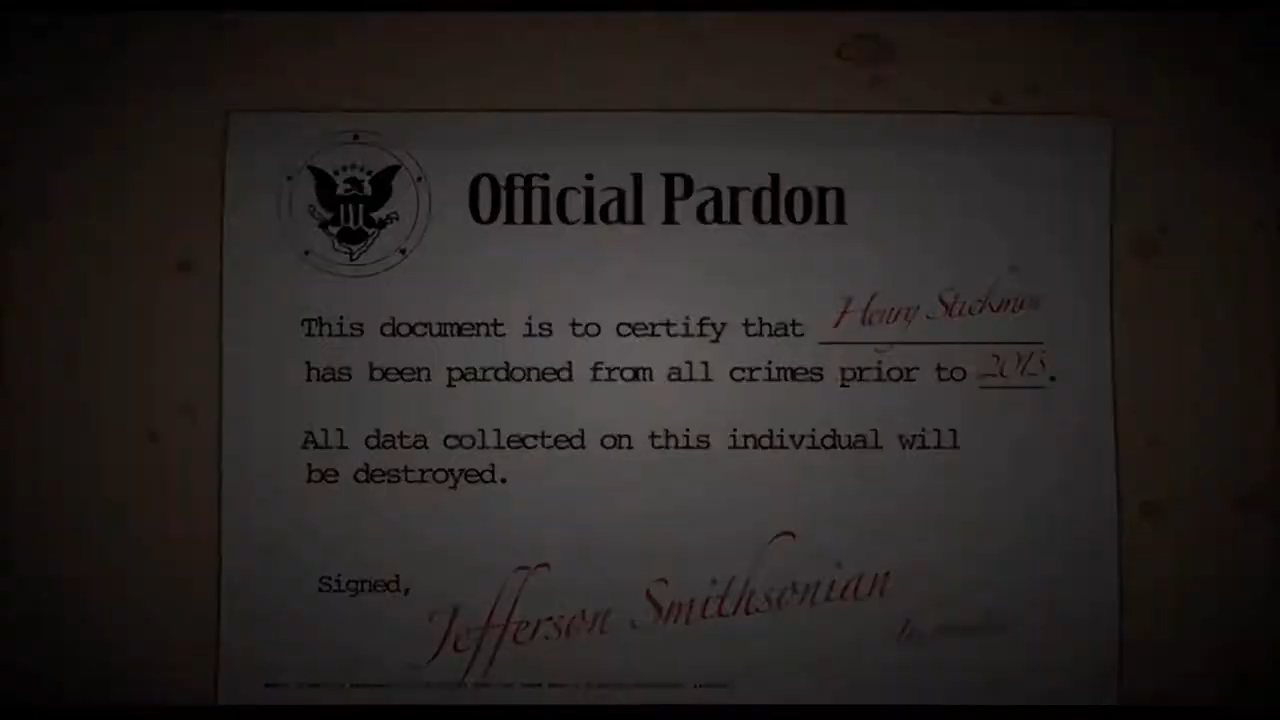 Official Pardon
This document is to certify that Henry Stickmin
has been pardoned from all crimes prior to 2015.
All data collected on this individual will
be destroyed.
Signed,
Jefferson Smithsonian